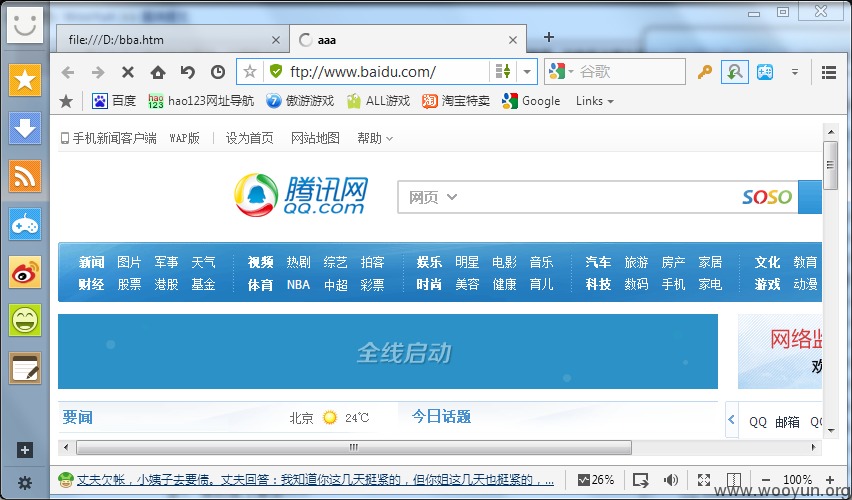 file:///D:/bba.htm
aaa
ftp://www.baidu.com/
谷歌
百度 hao123网址导航 傲游游戏 ALL游戏 淘宝特卖 Google Links
手机新闻客户端 WAP版 设为首页 网站地图 帮助
腾讯网
QQ.com
网页
SOSO
新闻 图片 军事 天气 视频 热剧 综艺 拍客 娱乐 明星 电影 音乐 汽车 旅游 房产 家居 文化 教育
财经 股票 港股 基金 体育 NBA 中超 彩票 时尚 美容 健康 育儿 科技 数码 手机 家电 游戏 动漫
全线启动
网络监
欢
要闻 北京 24℃ 今日话题
QQ 邮箱
丈夫欠帐，小姨子去要债。丈夫回答：我知道你这几天挺紧的，但你姐这几天也挺紧的，...
26%
100%
www.wooyun.org